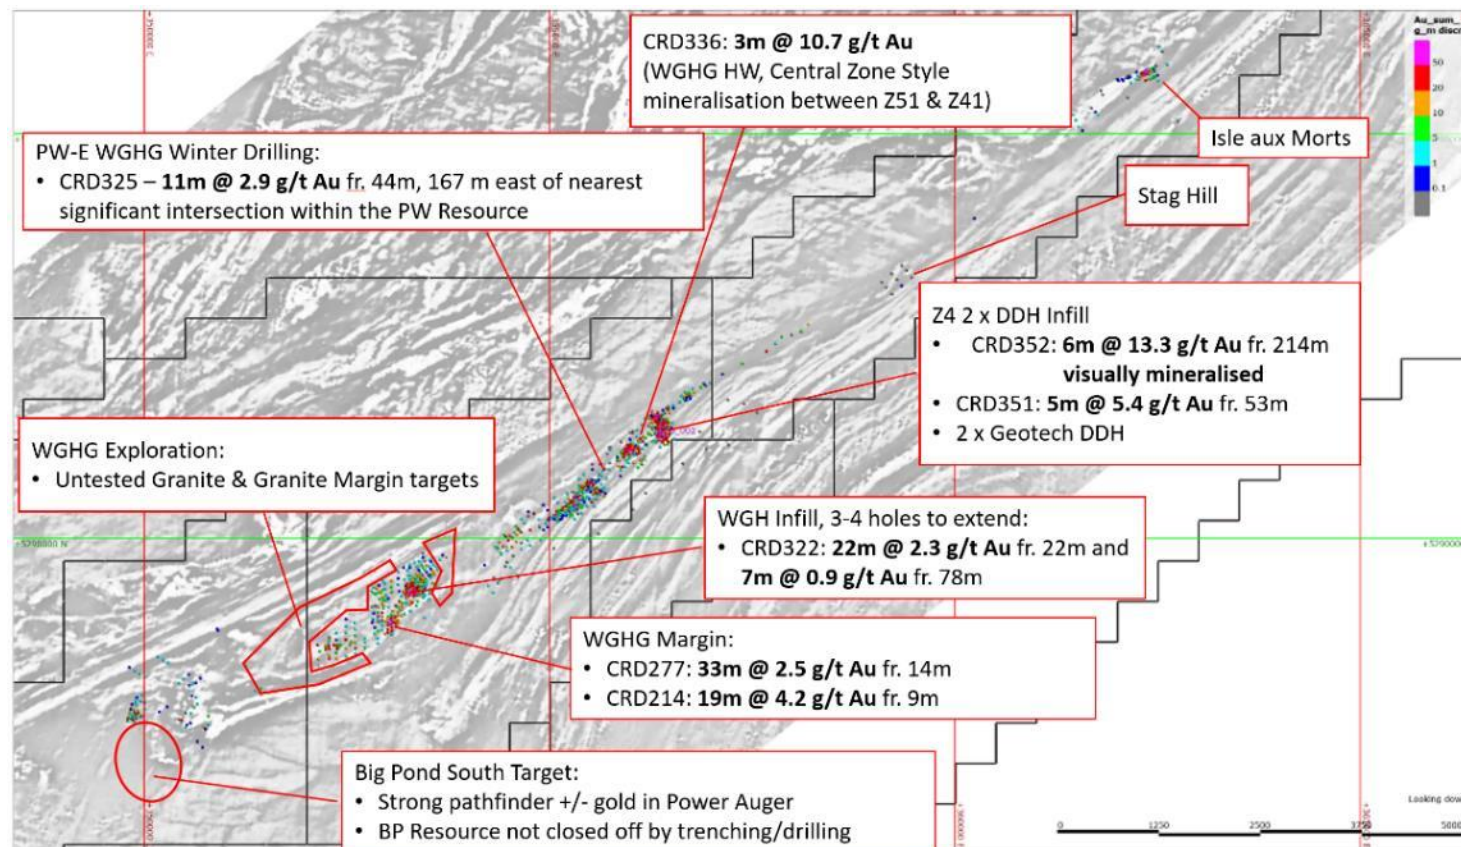 CRD336: 3m @ 10.7 g/t Au
(WGHG HW, Central Zone Style
mineralisation between Z51 & Z41)
Au_sum_
g_m discr
50
20
10
5
1
0.1
Isle aux Morts
PW-E WGHG Winter Drilling:
• CRD325 – 11m @ 2.9 g/t Au fr. 44m, 167 m east of nearest
significant intersection within the PW Resource
Stag Hill
Z4 2 x DDH Infill
• CRD352: 6m @ 13.3 g/t Au fr. 214m
visually mineralised
• CRD351: 5m @ 5.4 g/t Au fr. 53m
• 2 x Geotech DDH
WGHG Exploration:
• Untested Granite & Granite Margin targets
WGH Infill, 3-4 holes to extend:
• CRD322: 22m @ 2.3 g/t Au fr. 22m and
7m @ 0.9 g/t Au fr. 78m
+5290000 N
WGHG Margin:
• CRD277: 33m @ 2.5 g/t Au fr. 14m
• CRD214: 19m @ 4.2 g/t Au fr. 9m
Big Pond South Target:
• Strong pathfinder +/- gold in Power Auger
• BP Resource not closed off by trenching/drilling
Looking dow
0 1250 2500 3750 5000